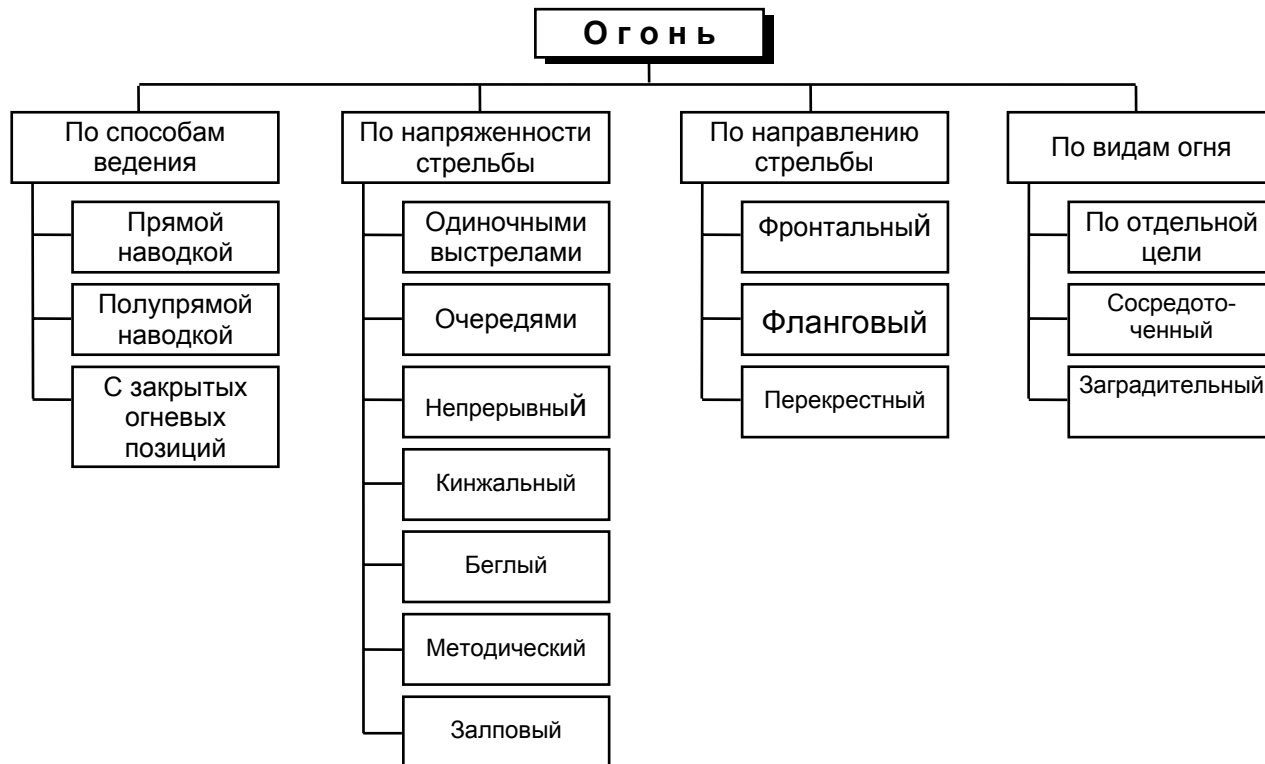 О г о н ь
По способам
ведения
Прямой
наводкой
Полупрямой
наводкой
С закрытых
огневых
позиций
По напряженности
стрельбы
Одиночными
выстрелами
Очередями
Непрерывный
Кинжальный
Беглый
Методический
Залповый
По направлению
стрельбы
Фронтальный
Фланговый
Перекрестный
По видам огня
По отдельной
цели
Сосредото-
ченный
Заградительный